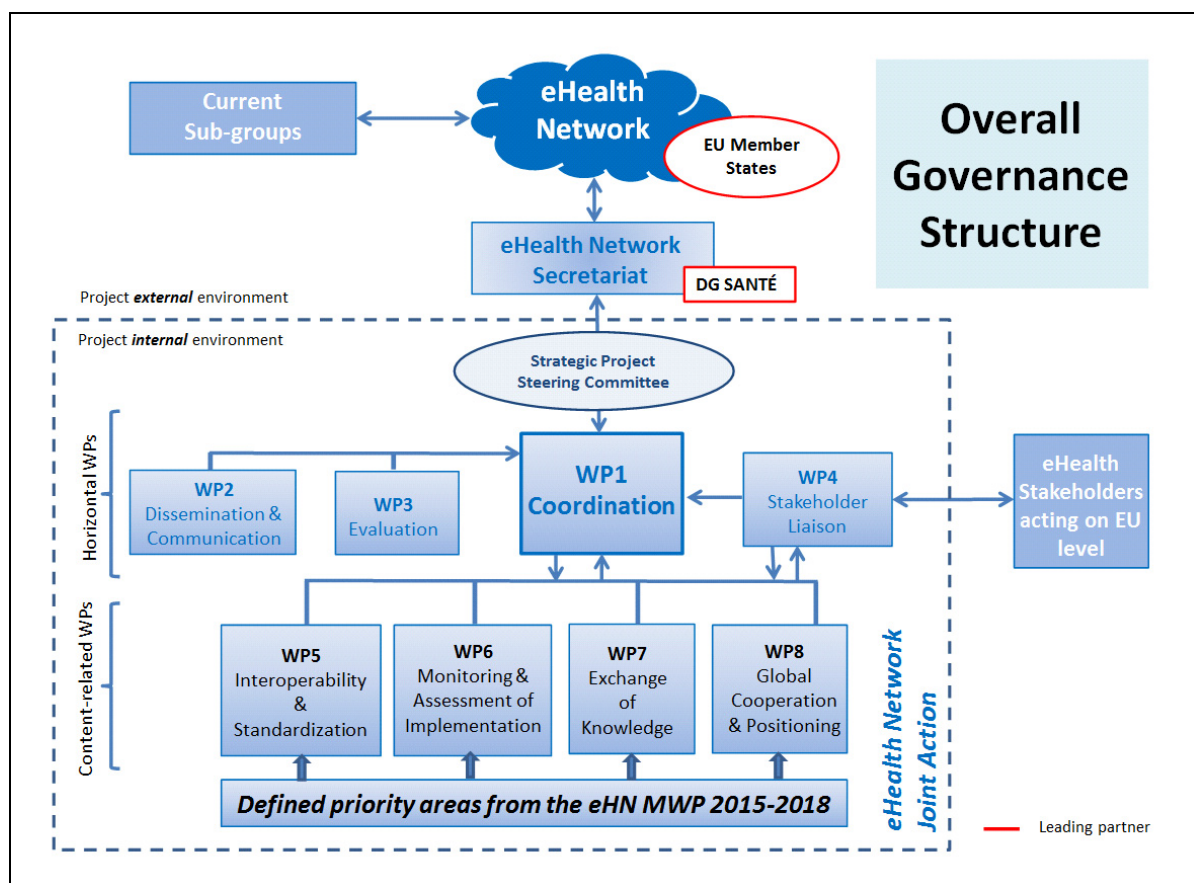 Current
Sub-groups
eHealth
Network
EU Member
States
Overall
Governance
Structure
eHealth Network
Secretariat
DG SANTÉ
Project external environment
Project internal environment
Strategic Project
Steering Committee
Horizontal WPs
WP2
Dissemination &
Communication
WP3
Evaluation
WP1
Coordination
WP4
Stakeholder
Liaison
eHealth
Stakeholders
acting on EU
level
Content-related WPs
WP5
Interoperability
&
Standardization
WP6
Monitoring &
Assessment of
Implementation
WP7
Exchange
of
Knowledge
WP8
Global
Cooperation
& Positioning
eHealth Network
Joint Action
Defined priority areas from the eHN MWP 2015-2018
Leading partner